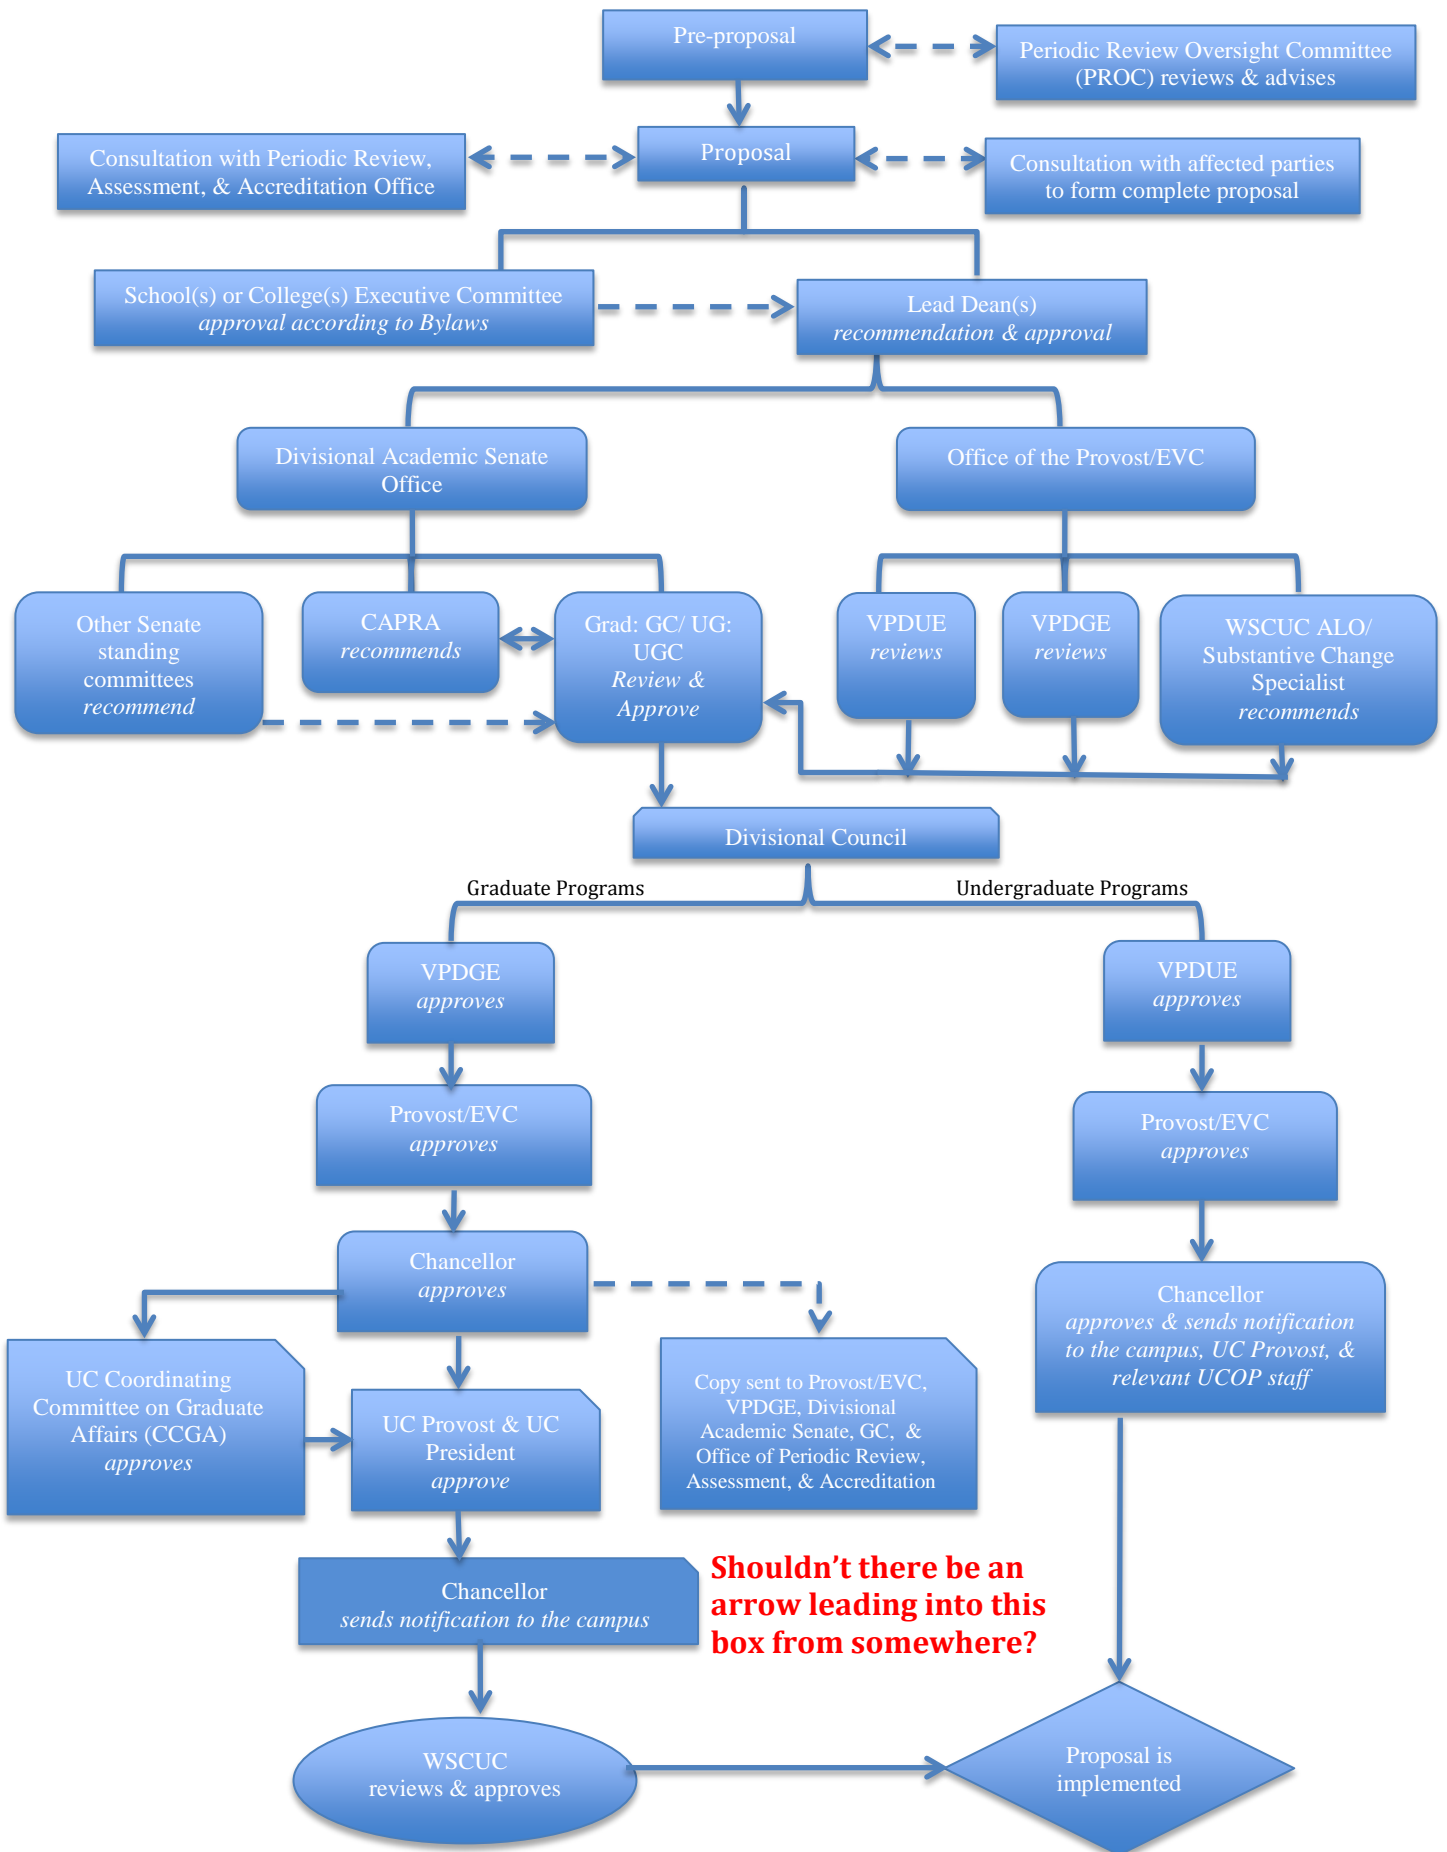 Pre-proposal
Periodic Review Oversight Committee
(PROC) reviews & advises
Consultation with Periodic Review,
Assessment, & Accreditation Office
Proposal
Consultation with affected parties
to form complete proposal
School(s) or College(s) Executive Committee
approval according to Bylaws
Lead Dean(s)
recommendation & approval
Divisional Academic Senate
Office
Office of the Provost/EVC
Other Senate
standing
committees
recommend
CAPRA
recommends
Grad: GC/ UG:
UGC
Review &
Approve
VPDUE
reviews
VPDGE
reviews
WSCUC ALO/
Substantive Change
Specialist
recommends
Divisional Council
Graduate Programs
Undergraduate Programs
VPDGE
approves
VPDUE
approves
Provost/EVC
approves
Provost/EVC
approves
Chancellor
approves
Chancellor
approves & sends notification
to the campus, UC Provost, &
relevant UCOP staff
UC Coordinating
Committee on Graduate
Affairs (CCGA)
approves
UC Provost & UC
President
approve
Copy sent to Provost/EVC,
VPDGE, Divisional
Academic Senate, GC, &
Office of Periodic Review,
Assessment, & Accreditation
Chancellor
sends notification to the campus
Shouldn't there be an
arrow leading into this
box from somewhere?
WSCUC
reviews & approves
Proposal is
implemented